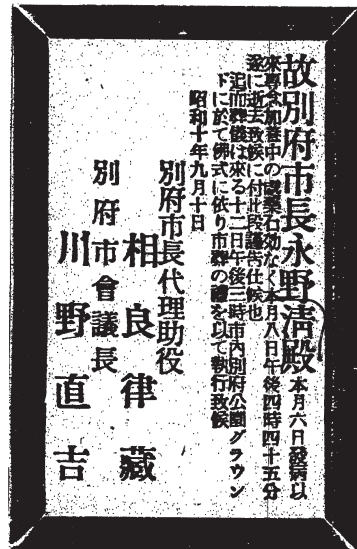 故別府市長永野清殿本月六日發病以
來專念加養中の處藥石効なく本月八日午後四時四十五分
遂に逝去致候に付此段謹告仕候也
追而葬儀は來る十二日午後三時市內別府公園グラウン
ドに於て佛式に依り市葬の禮を以て執行致候
昭和十年九月十日
別府市長代理助役
相良律藏
別府市會議長
川野直吉